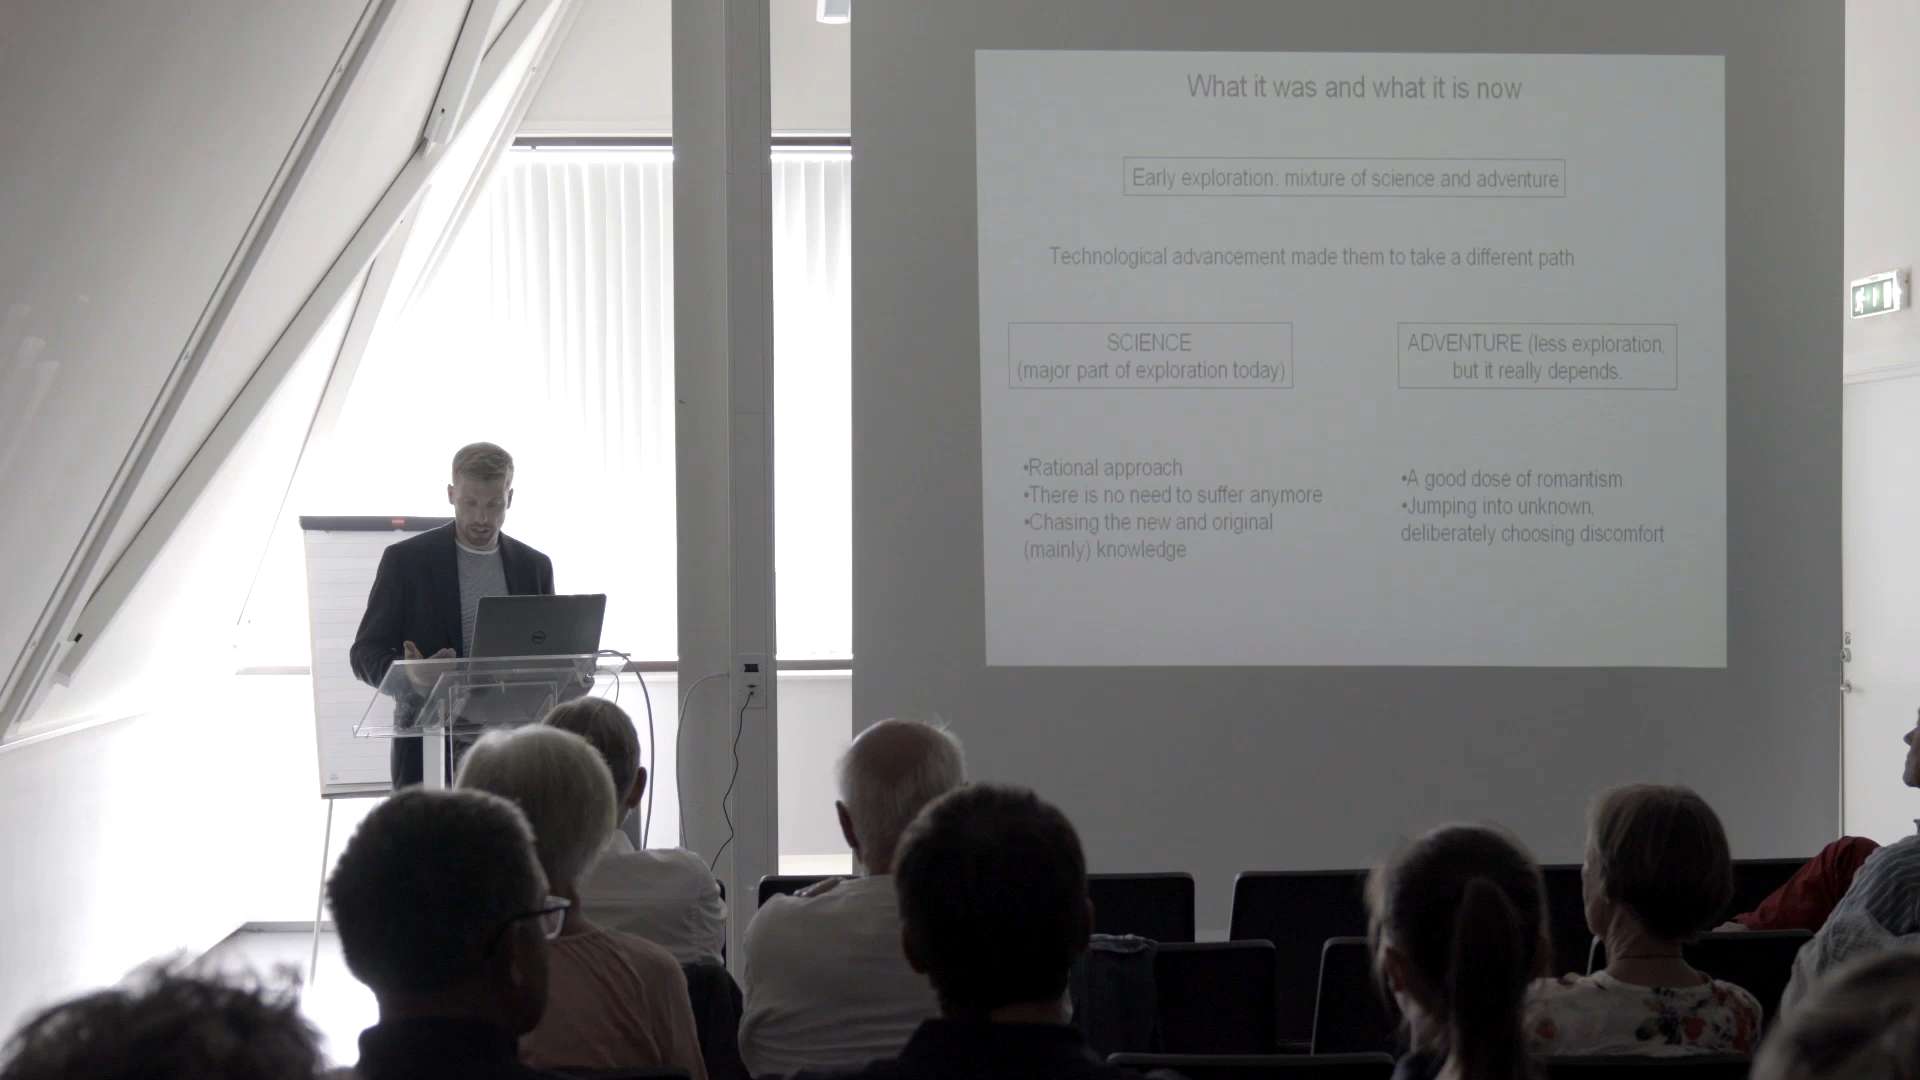 What it was and what it is now
Early exploration: mixture of science and adventure
Technological advancement made them to take a different path
SCIENCE
(major part of exploration today)
ADVENTURE (less exploration,
but it really depends.
•Rational approach
•There is no need to suffer anymore
•Chasing the new and original
(mainly) knowledge
•A good dose of romantism
•Jumping into unknown,
deliberately choosing discomfort
DELL